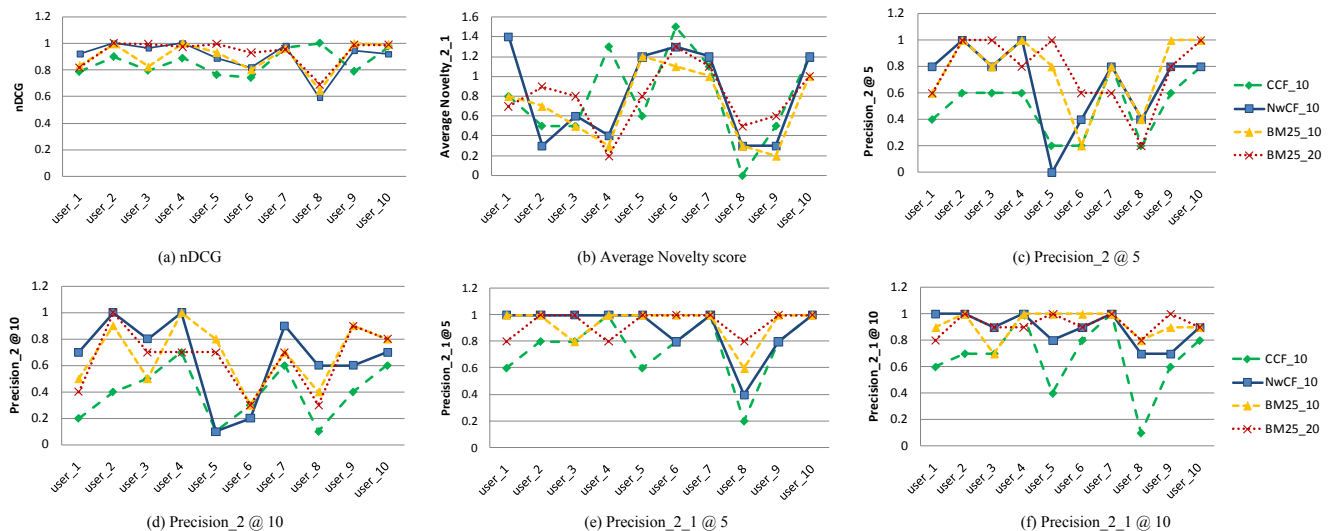 1.2
1
0.8
0.6
0.4
0.2
0
nDCG
user_1
user_2
user_3
user_4
user_5
user_6
user_7
user_8
user_9
user_10
(a) nDCG
1.6
1.4
1.2
1
0.8
0.6
0.4
0.2
0
Average Novelty_2_1
user_1
user_2
user_3
user_4
user_5
user_6
user_7
user_8
user_9
user_10
(b) Average Novelty score
1.2
1
0.8
0.6
0.4
0.2
0
Precision_2 @ 5
user_1
user_2
user_3
user_4
user_5
user_6
user_7
user_8
user_9
user_10
(c) Precision_2 @ 5
CCF_10
NwCF_10
BM25_10
BM25_20
1.2
1
0.8
0.6
0.4
0.2
0
Precision_2 @ 10
user_1
user_2
user_3
user_4
user_5
user_6
user_7
user_8
user_9
user_10
(d) Precision_2 @ 10
1.2
1
0.8
0.6
0.4
0.2
0
Precision_2_1 @ 5
user_1
user_2
user_3
user_4
user_5
user_6
user_7
user_8
user_9
user_10
(e) Precision_2_1 @ 5
1.2
1
0.8
0.6
0.4
0.2
0
Precision_2_1 @ 10
user_1
user_2
user_3
user_4
user_5
user_6
user_7
user_8
user_9
user_10
(f) Precision_2_1 @ 10
CCF_10
NwCF_10
BM25_10
BM25_20